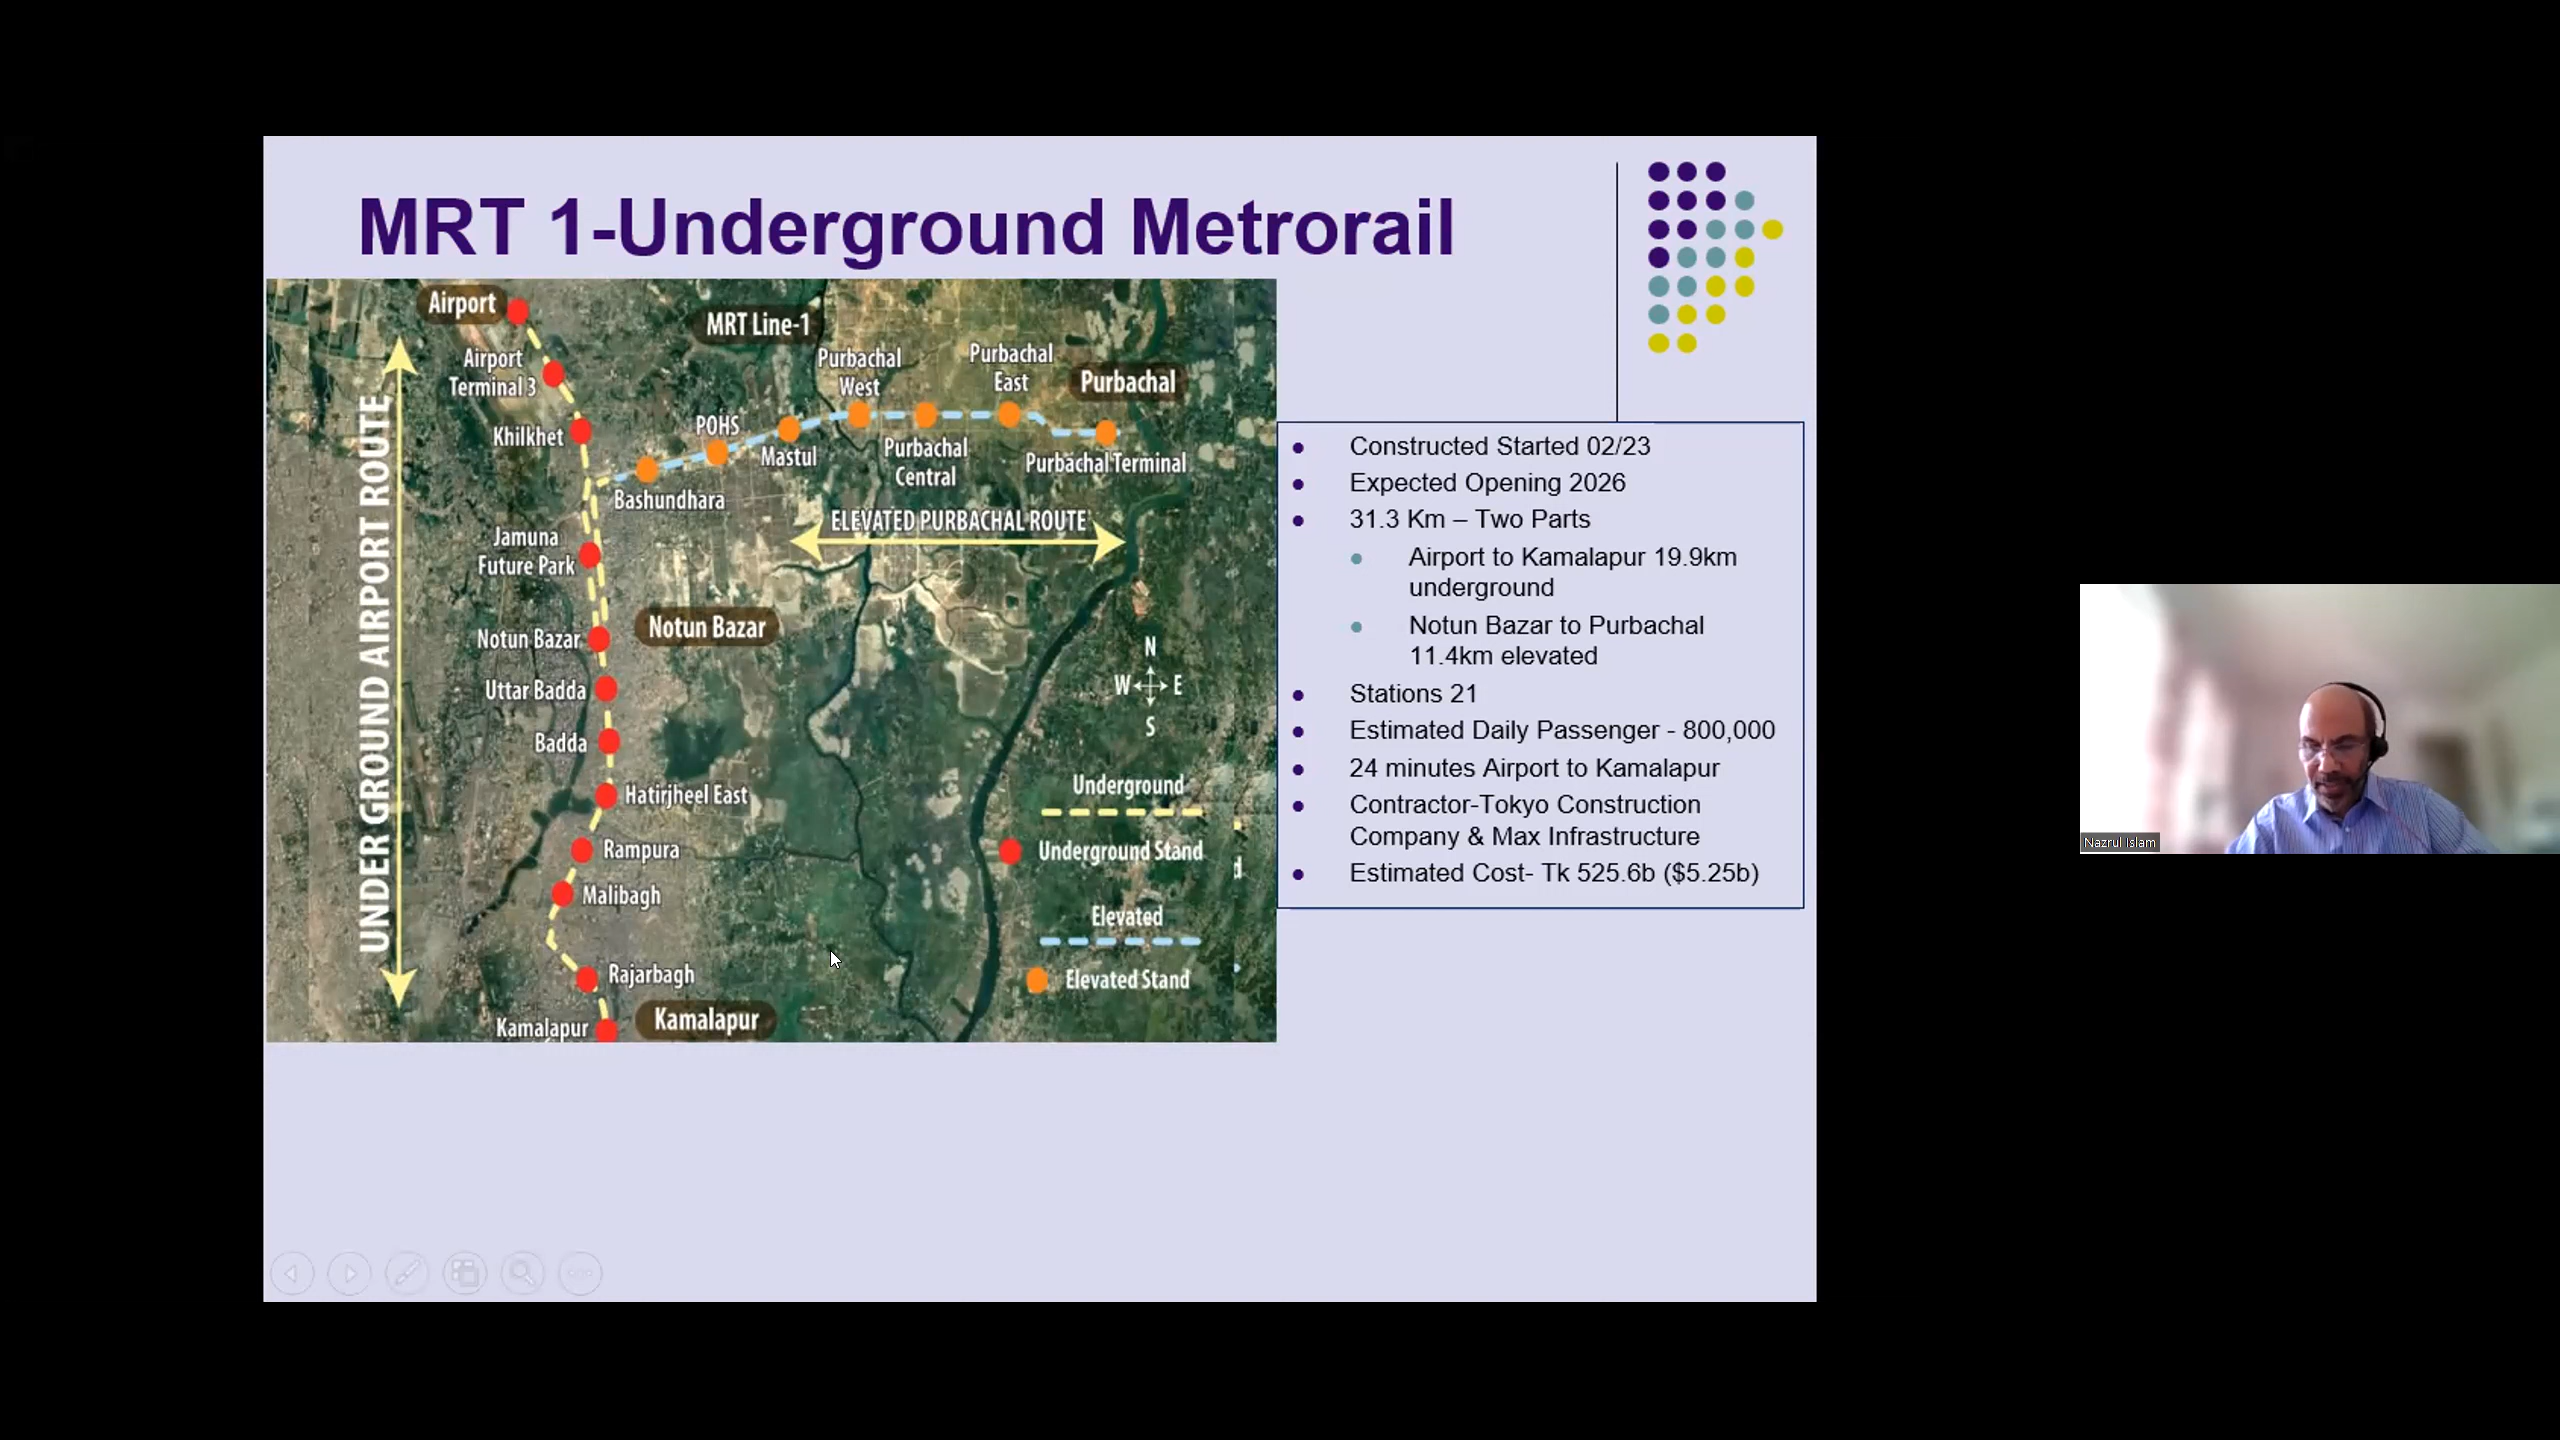 MRT 1-Underground Metrorail
Airport
MRT Line-1
Airport
Terminal 3
Purbachal
West
Purbachal
East
Purbachal
Khilkhet
POHS
Mastul
Purbachal
Central
Purbachal Terminal
Bashundhara
ELEVATED PURBACHAL ROUTE
UNDER GROUND AIRPORT ROUTE
Jamuna
Future Park
Notun Bazar
Notun Bazar
N
W E
S
Uttar Badda
Badda
Hatirjheel East
Underground
Rampura
Underground Stand
Malibagh
Elevated
Rajarbagh
Elevated Stand
Kamalapur
Kamalapur
Constructed Started 02/23
Expected Opening 2026
31.3 Km – Two Parts
Airport to Kamalapur 19.9km
underground
Notun Bazar to Purbachal
11.4km elevated
Stations 21
Estimated Daily Passenger - 800,000
24 minutes Airport to Kamalapur
Contractor-Tokyo Construction
Company & Max Infrastructure
Estimated Cost- Tk 525.6b ($5.25b)
Nazrul Islam